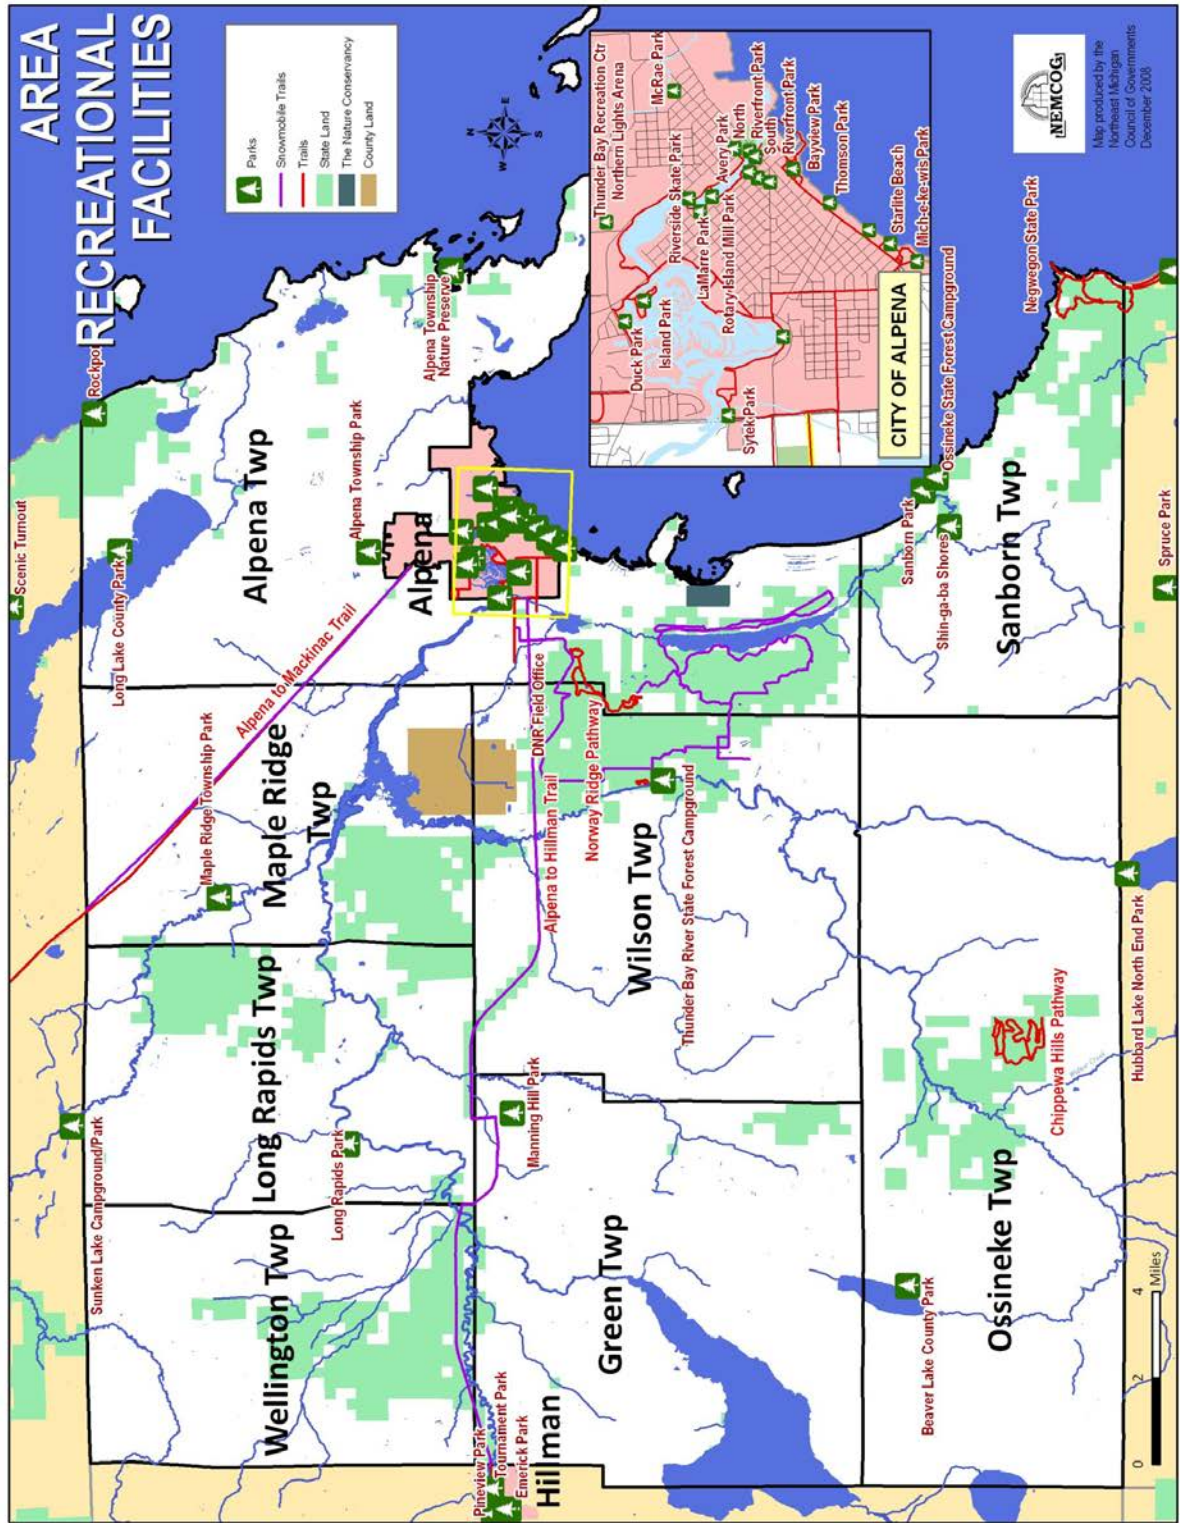 AREA
RECREATIONAL
FACILITIES
Parks
Snowmobile Trails
Trails
State Land
The Nature Conservancy
County Land
N
E
S
W
Scenic Turnout
Rockpor
Long Lake County Park
Alpena Twp
Alpena Township Park
Alpena Township
Nature Preserve
Alpena
Alpena to Mackinac Trail
Maple Ridge Township Park
Maple Ridge
Twp
Sunken Lake Campground/Park
Long Rapids Twp
Long Rapids Park
Wellington Twp
Pineview Park
Tournament Park
Emerick Park
Hillman
Manning Hill Park
Green Twp
DNR Field Office
Alpena to Hillman Trail
Norway Ridge Pathway
Wilson Twp
Thunder Bay River State Forest Campground
Sanborn Park
Shin-ga-ba Shores
Ossineke State Forest Campground
Sanborn Twp
Negwegon State Park
Spruce Park
Hubbard Lake North End Park
Chippewa Hills Pathway
Ossineke Twp
Beaver Lake County Park
0
2
4
Miles
Thunder Bay Recreation Ctr
Northern Lights Arena
McRae Park
Riverside Skate Park
Avery Park
North
Riverfront Park
South
Riverfront Park
Bayview Park
LaMarre Park
Rotary Island Mill Park
Thomson Park
Duck Park
Island Park
Starlite Beach
Mich-e-ke-wis Park
Sytek Park
CITY OF ALPENA
NEMCOG
Map produced by the
Northeast Michigan
Council of Governments
December 2008